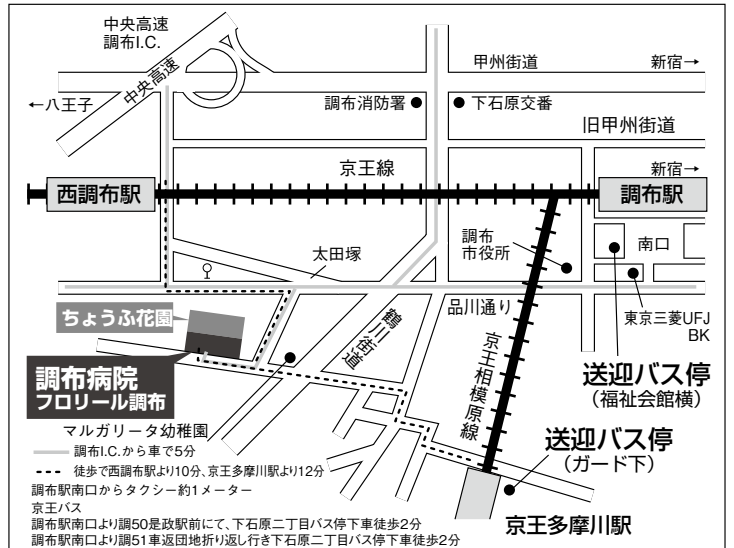 中央高速
調布I.C.
中央高速
甲州街道
新宿→
←八王子
調布消防署
下石原交番
旧甲州街道
京王線
新宿→
西調布駅
調布駅
太田塚
調布
市役所
南口
ちょうふ花園
鶴川街道
品川通り
東京三菱UFJ
BK
京王相模原線
調布病院
フロリール調布
送迎バス停
(福祉会館横)
マルガリータ幼稚園
調布I.C.から車で5分
送迎バス停
(ガード下)
徒歩で西調布駅より10分、京王多摩川駅より12分
調布駅南口からタクシー約1メーター
京王バス
京王多摩川駅
調布駅南口より調50是政駅前にて、下石原二丁目バス停下車徒歩2分
調布駅南口より調51車返団地折り返し行き下石原二丁目バス停下車徒歩2分